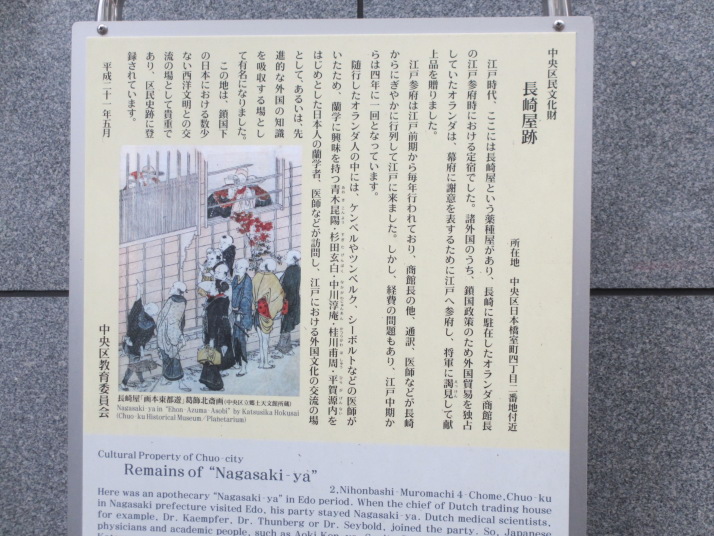 中央区民文化財
長崎屋跡
所在地　中央区日本橋室町四丁目二番地付近
江戸時代、ここには長崎屋という薬種屋があり、長崎に駐在したオランダ商館長
の江戸参府時における定宿でした。諸外国のうち、鎖国政策のため外国貿易を独占
していたオランダは、幕府に謝意を表するために江戸へ参府し、将軍に謁見して献
上品を贈りました。
江戸参府は江戸前期から毎年行われており、商館長の他、通訳、医師などが長崎
からにぎやかに行列して江戸に来ました。しかし、経費の問題もあり、江戸中期か
らは四年に一回となっています。
随行したオランダ人の中には、ケンペルやツンベルク、シーボルトなどの医師が
いたため、蘭学に興味を持つ青木昆陽・杉田玄白・中川淳庵・桂川甫周・平賀源内を
はじめとした日本人の蘭学者、医師などが訪問し、江戸における外国文化の交流の場
として、あるいは、先
進的な外国の知識
を吸収する場とし
て有名になりました。
この地は、鎖国下
の日本における数少
ない西洋文明との交
流の場として貴重で
あり、区民史跡に登
録されています。
平成二十一年五月
中央区教育委員会
長崎屋「画本東都遊」葛飾北斎画(中央区立郷土天文館所蔵)
Nagasaki-ya in "Ehon Azuma Asobi" by Katsusika Hokusai
(Chuo-ku Historical Museum/Planetarium)
Cultural Property of Chuo-city
Remains of "Nagasaki-ya"
2,Nihonbashi-Muromachi 4-Chome,Chuo-ku
Here was an apothecary "Nagasaki-ya" in Edo period. When the chief of Dutch trading house
in Nagasaki prefecture visited Edo, his party stayed Nagasaki-ya. Dutch medical scientists,
for example, Dr. Kaempfer, Dr. Thunberg or Dr. Seybold, joined the party. So, Japanese
physicians and academic people, such as Aoki Kon